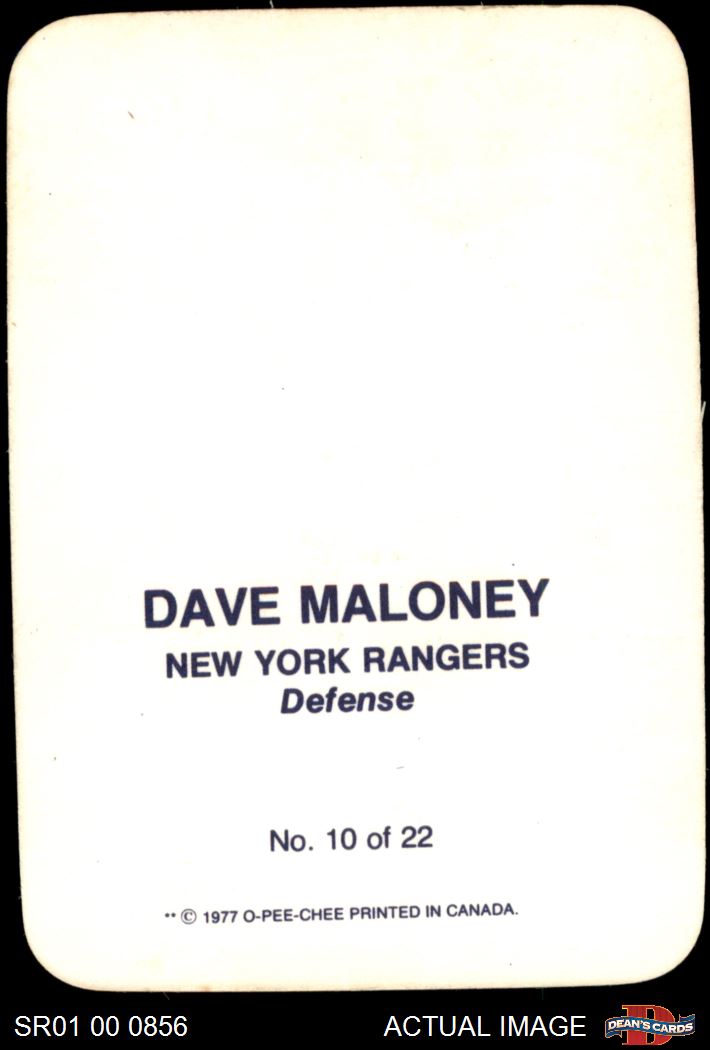 DAVE MALONEY
NEW YORK RANGERS
Defense
No. 10 of 22
** © 1977 O-PEE-CHEE PRINTED IN CANADA.
SR01 00 0856
ACTUAL IMAGE
D
DEAN'S CARDS